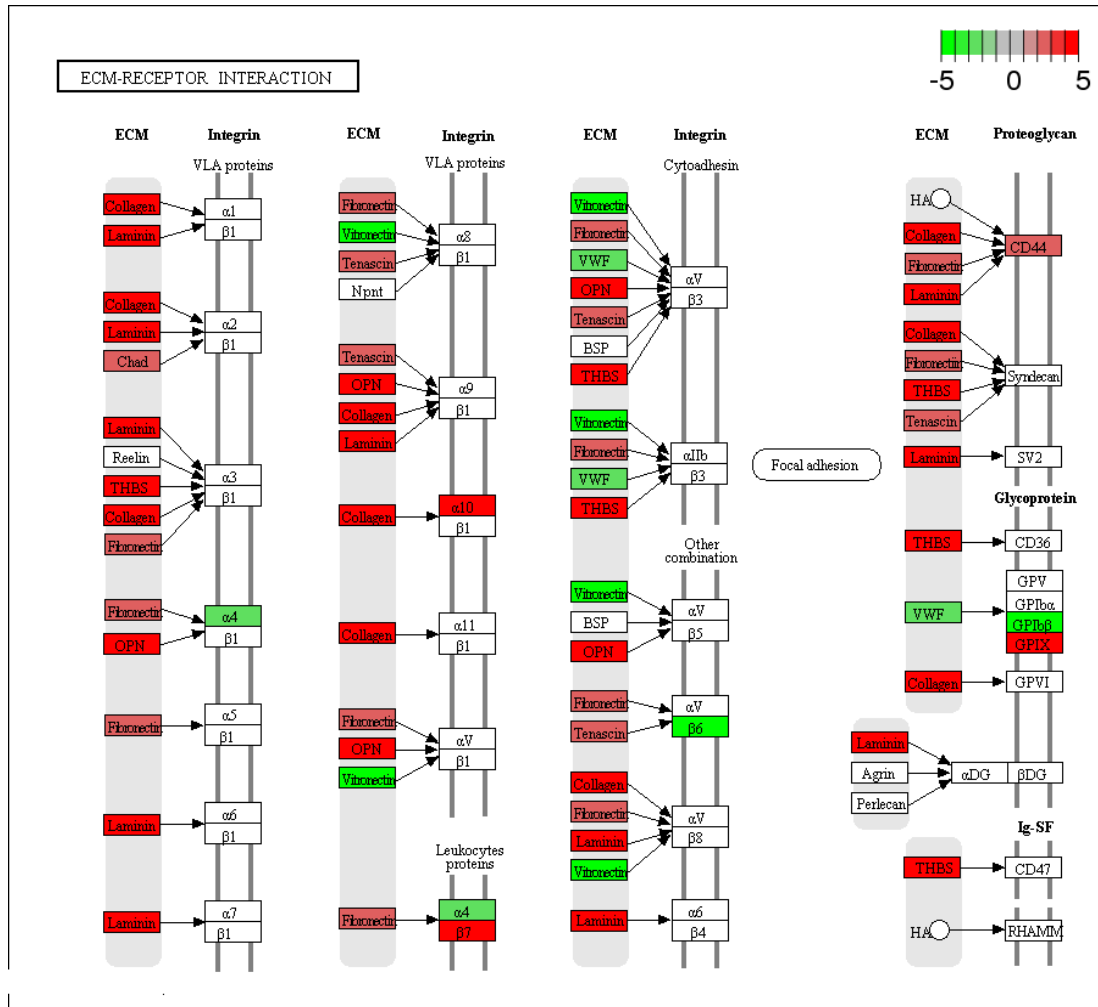 -5 0 5
ECM-RECEPTOR INTERACTION
ECM Integrin
VLA proteins
Collagen
Laminin
α1
β1
Collagen
Laminin
Chad
α2
β1
Laminin
Reelin
THBS
Collagen
Fibronectin
α3
β1
Fibronectin
OPN
α4
β1
Fibronectin
α5
β1
Laminin
α6
β1
Laminin
α7
β1
ECM Integrin
VLA proteins
Fibronectin
Vitronectin
Tenascin
Npnt
α8
β1
Tenascin
OPN
Collagen
Laminin
α9
β1
Collagen
α10
β1
Collagen
α11
β1
Fibronectin
OPN
Vitronectin
αV
β1
Leukocytes
proteins
Fibronectin
α4
β7
ECM Integrin
Cytoadhesin
Vitronectin
Fibronectin
VWF
OPN
Tenascin
BSP
THBS
αV
β3
Vitronectin
Fibronectin
VWF
THBS
αIIb
β3
Other
combination
Vitronectin
BSP
OPN
αV
β5
Fibronectin
Tenascin
αV
β6
Collagen
Fibronectin
Laminin
Vitronectin
αV
β8
Laminin
α6
β4
Focal adhesion
ECM Proteoglycan
HA
Collagen
Fibronectin
Laminin
CD44
Collagen
Fibronectin
THBS
Tenascin
Syndecan
Laminin
SV2
Glycoprotein
THBS
CD36
VWF
GPV
GPIbα
GPIbβ
GPIX
Collagen
GPVI
Laminin
Agrin
Perlecan
αDG βDG
Ig-SF
THBS
CD47
HA
RHAMM